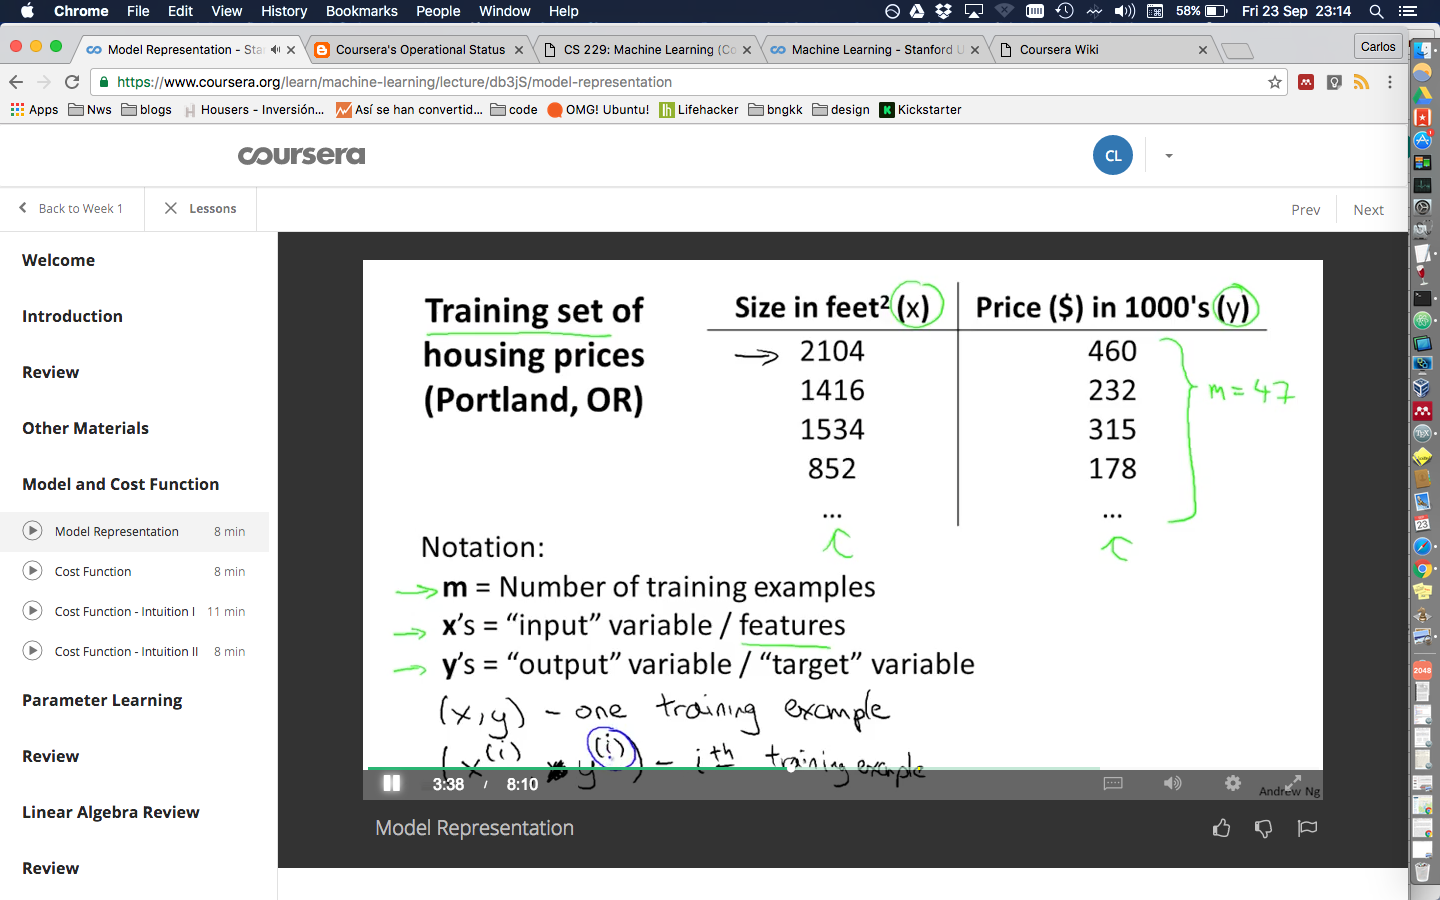 Chrome File Edit View History Bookmarks People Window Help 58% Fri 23 Sep 23:14
Model Representation - Sta Coursera's Operational Status CS 229: Machine Learning (Co Machine Learning - Stanford U Coursera Wiki Carlos
https://www.coursera.org/learn/machine-learning/lecture/db3jS/model-representation
Apps Nws blogs Housers - Inversión... Así se han convertid... code OMG! Ubuntu! Lifehacker bngkk design Kickstarter
coursera CL
Back to Week 1 Lessons Prev Next
Welcome
Introduction
Review
Other Materials
Model and Cost Function
Model Representation 8 min
Cost Function 8 min
Cost Function - Intuition I 11 min
Cost Function - Intuition II 8 min
Parameter Learning
Review
Linear Algebra Review
Review
Training set of
housing prices
(Portland, OR)
Size in feet² (x) Price ($) in 1000's (y)
2104 460
1416 232
1534 315
852 178
... ...
m = 47
Notation:
m = Number of training examples
x's = “input” variable / features
y's = “output” variable / “target” variable
(x, y) - one training example
(x^(i), y^(i)) - i^th training example
3:38 / 8:10
Andrew Ng
Model Representation
23
2048